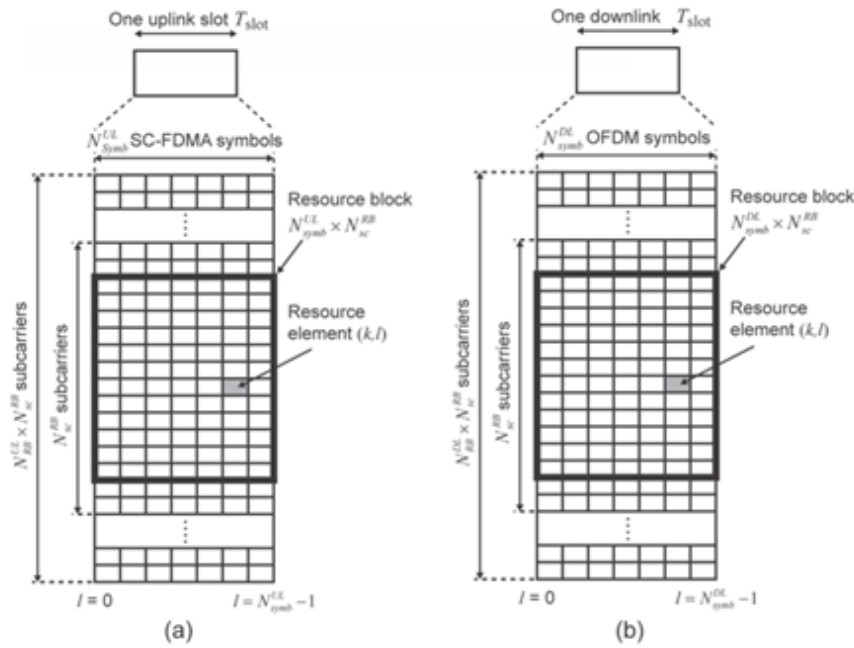 One uplink slot T_slot
N_Symb^UL SC-FDMA symbols
Resource block
N_symb^UL × N_sc^RB
Resource
element (k,l)
N_RB^UL × N_sc^RB subcarriers
N_sc^RB subcarriers
l = 0
l = N_symb^UL −1
(a)
One downlink T_slot
N_symb^DL OFDM symbols
Resource block
N_symb^DL × N_sc^RB
Resource
element (k,l)
N_RB^DL × N_sc^RB subcarriers
N_sc^RB subcarriers
l = 0
l = N_symb^DL −1
(b)